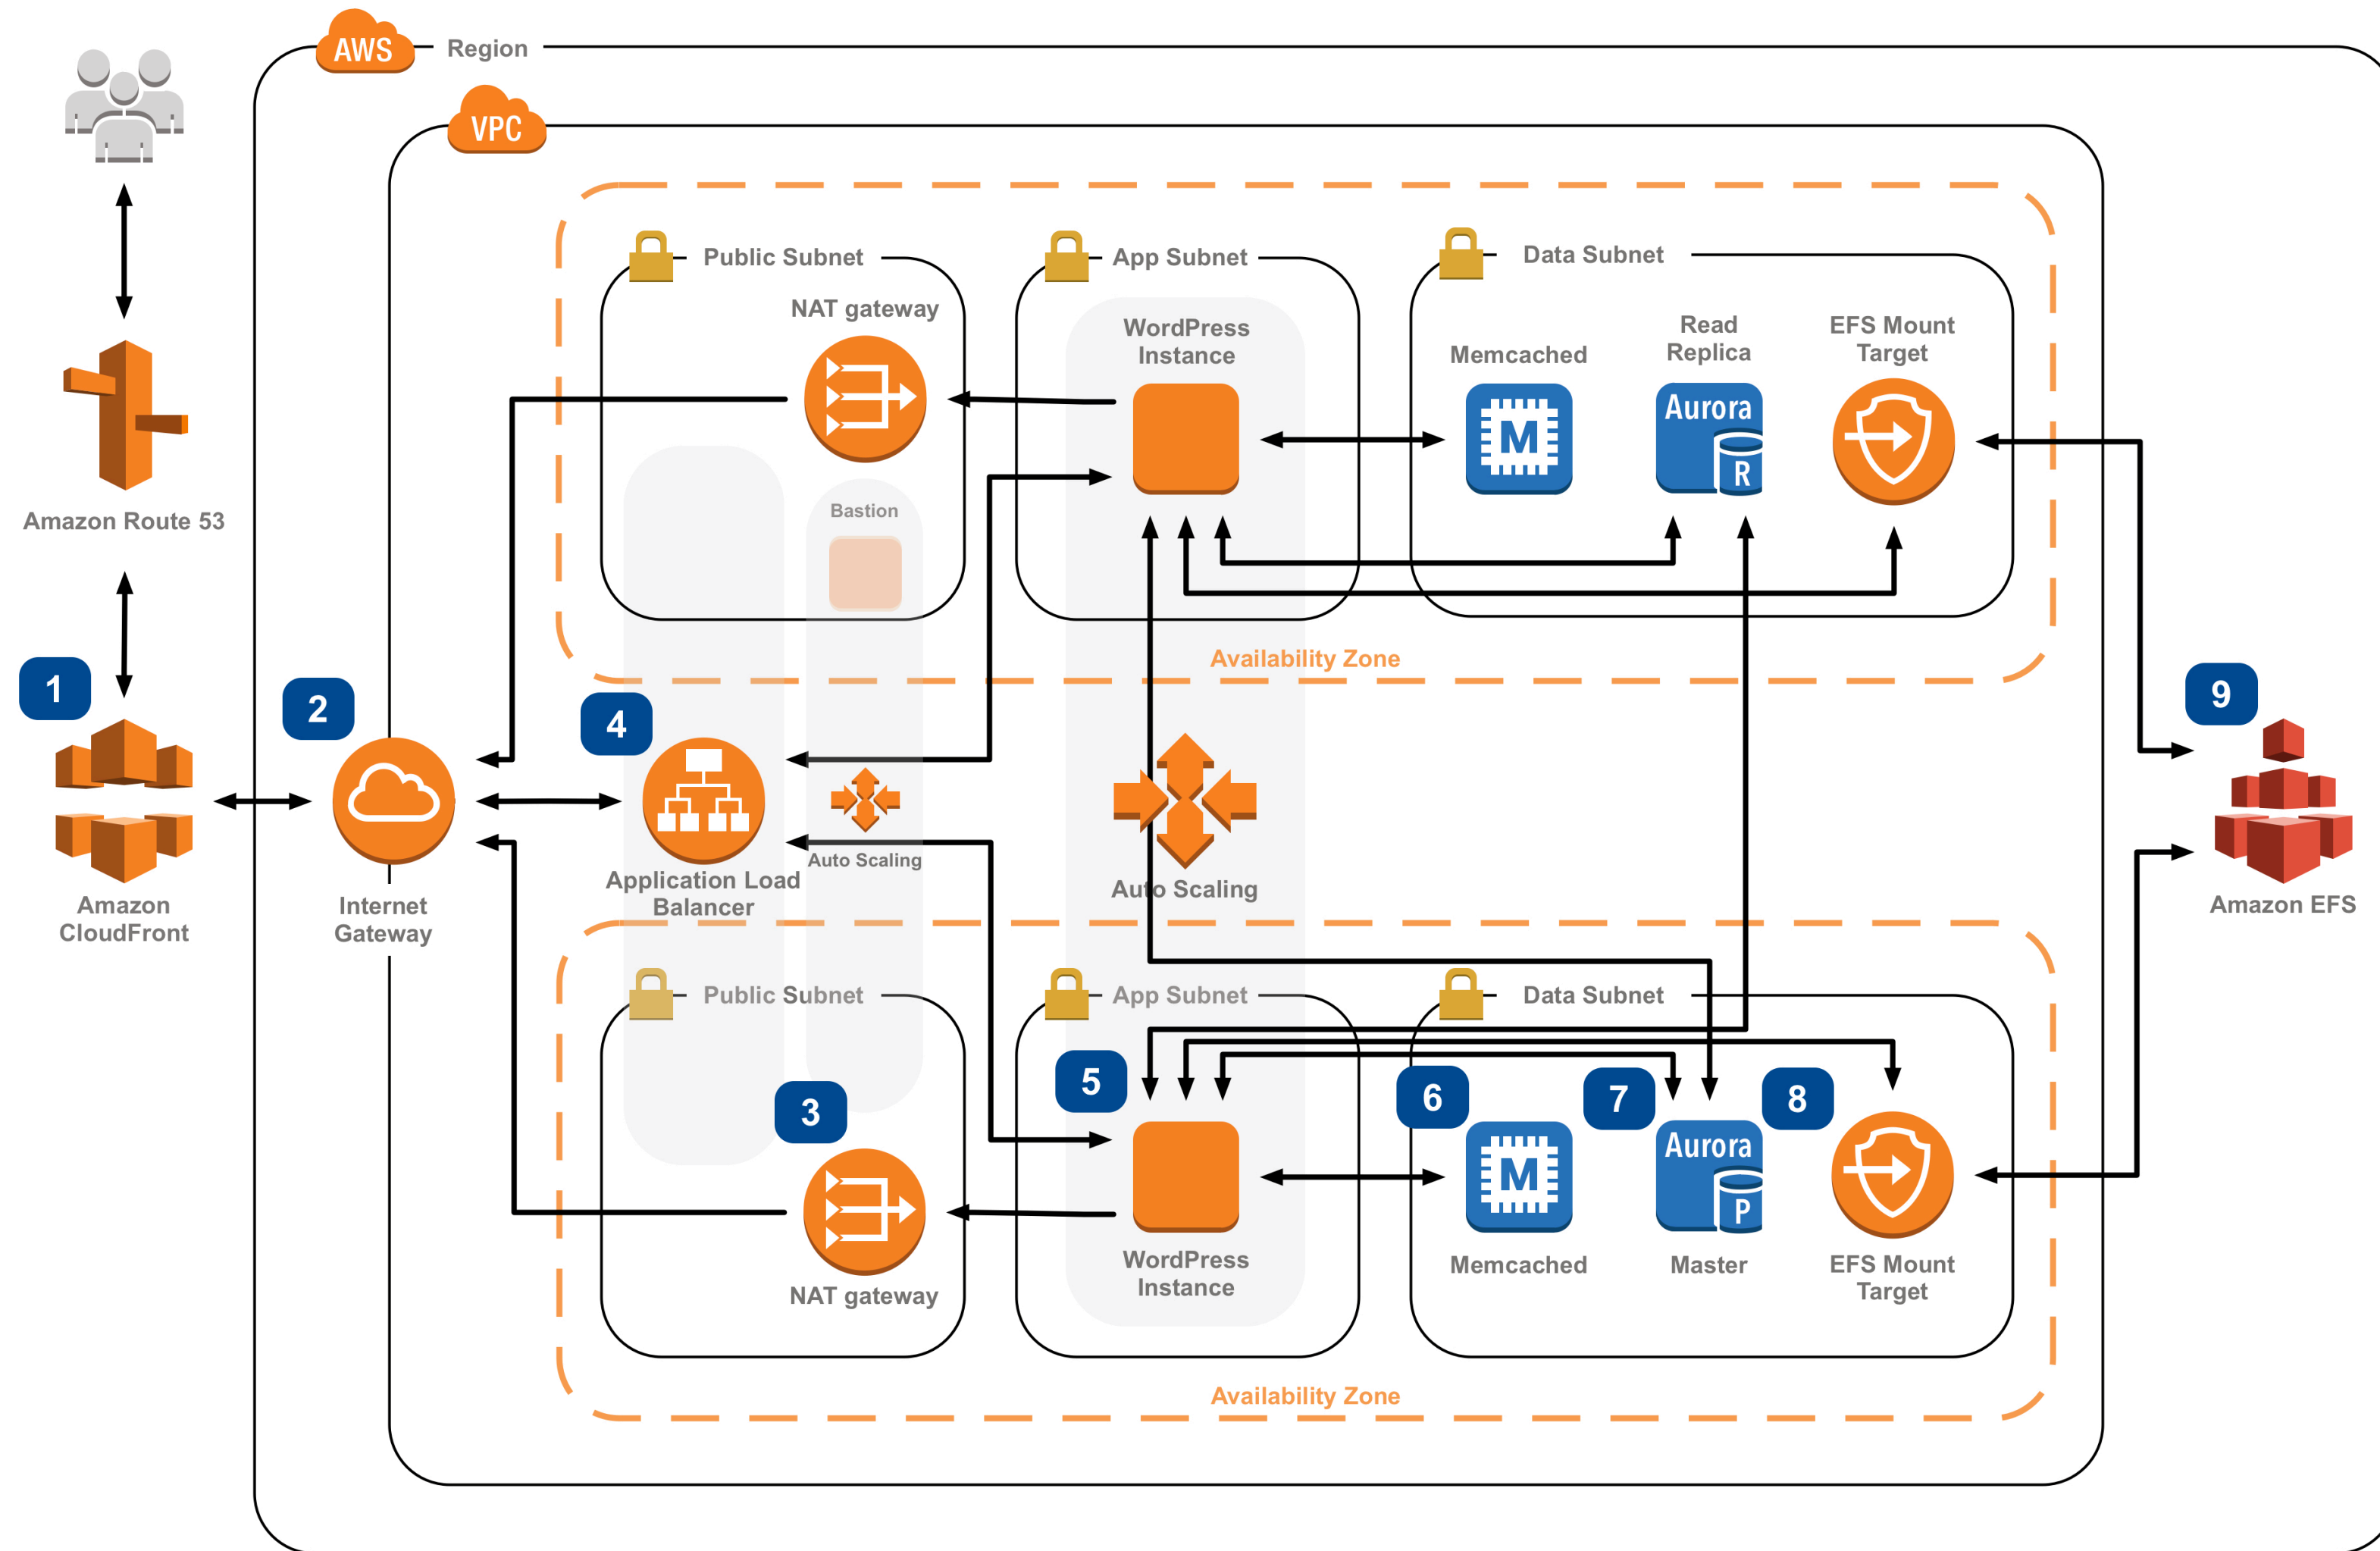 AWS
Region
VPC
Public Subnet
App Subnet
Data Subnet
NAT gateway
WordPress
Instance
Memcached
Read
Replica
EFS Mount
Target
Aurora
M
R
Bastion
Amazon Route 53
Availability Zone
1
2
4
9
Auto Scaling
Application Load
Balancer
Auto Scaling
Amazon
CloudFront
Internet
Gateway
Amazon EFS
Public Subnet
App Subnet
Data Subnet
3
5
6
7
8
Aurora
M
P
NAT gateway
WordPress
Instance
Memcached
Master
EFS Mount
Target
Availability Zone